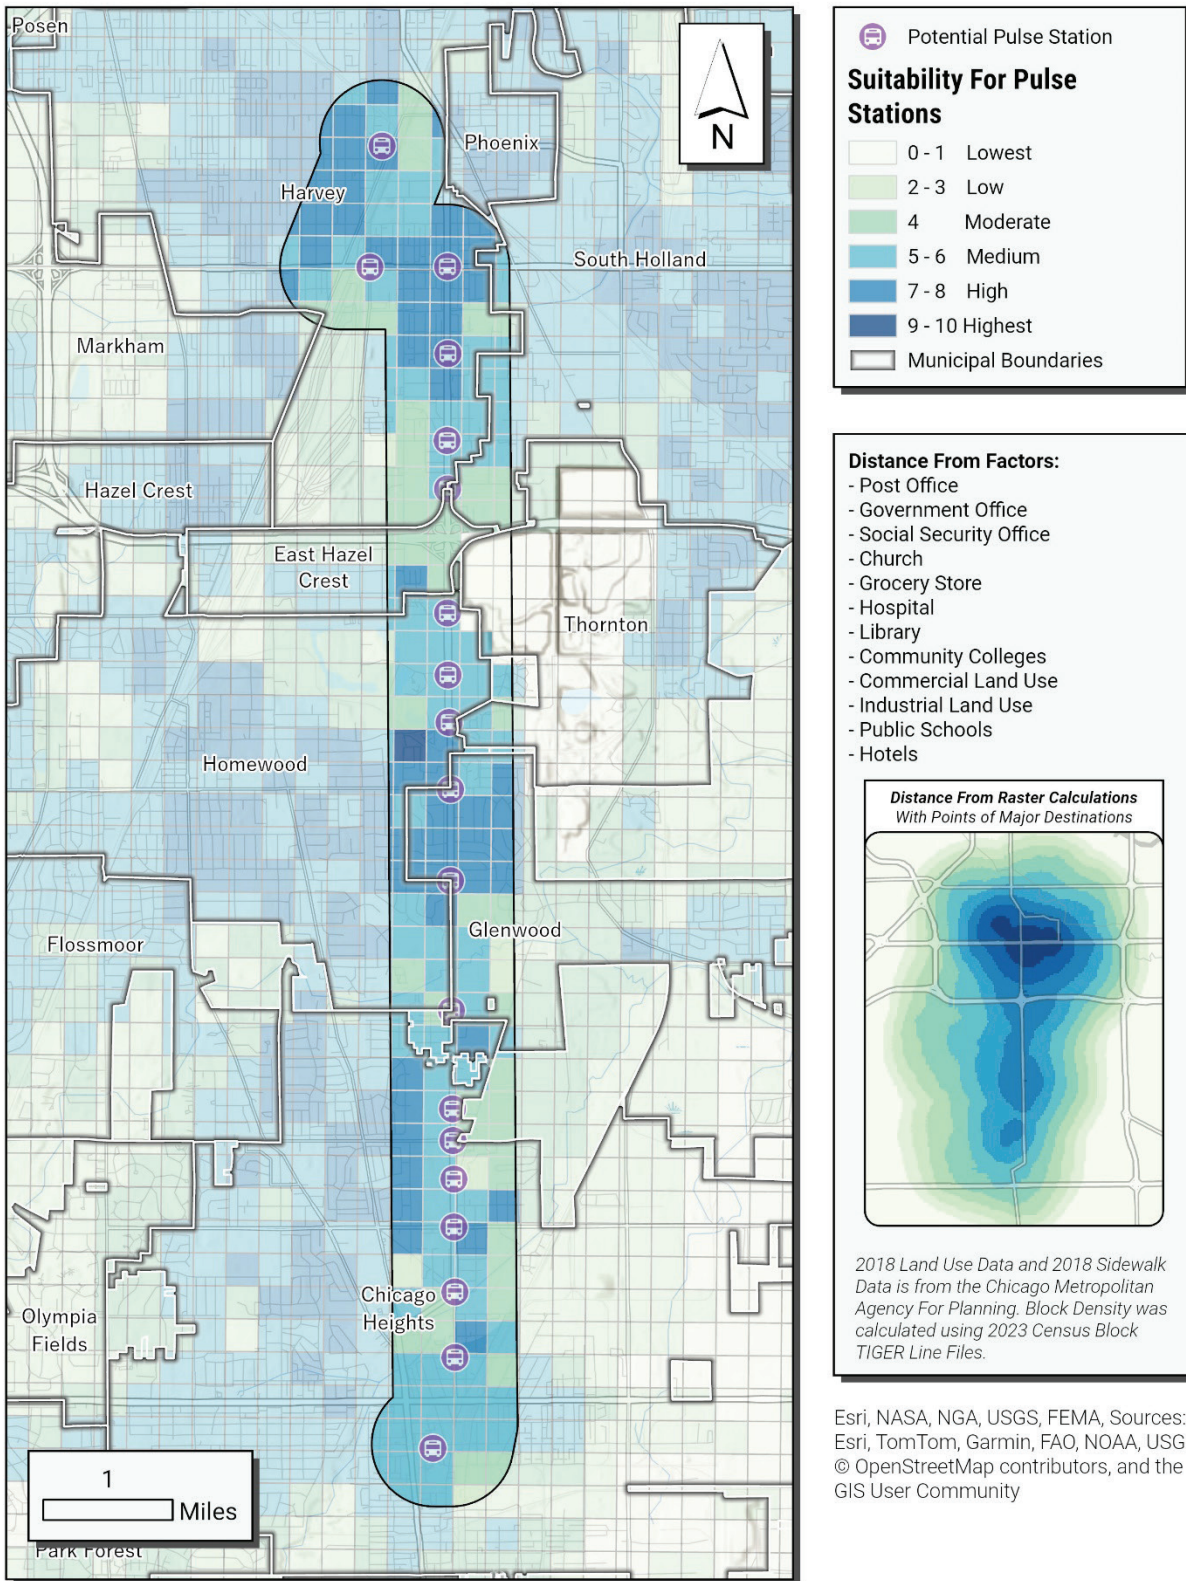 Posen
Phoenix
Harvey
South Holland
Markham
Hazel Crest
East Hazel
Crest
Thornton
Homewood
Flossmoor
Glenwood
Chicago
Heights
Olympia
Fields
Park Forest
N
1
Miles
Potential Pulse Station
Suitability For Pulse
Stations
0 - 1 Lowest
2 - 3 Low
4 Moderate
5 - 6 Medium
7 - 8 High
9 - 10 Highest
Municipal Boundaries
Distance From Factors:
- Post Office
- Government Office
- Social Security Office
- Church
- Grocery Store
- Hospital
- Library
- Community Colleges
- Commercial Land Use
- Industrial Land Use
- Public Schools
- Hotels
Distance From Raster Calculations
With Points of Major Destinations
2018 Land Use Data and 2018 Sidewalk
Data is from the Chicago Metropolitan
Agency For Planning. Block Density was
calculated using 2023 Census Block
TIGER Line Files.
Esri, NASA, NGA, USGS, FEMA, Sources:
Esri, TomTom, Garmin, FAO, NOAA, USG
© OpenStreetMap contributors, and the
GIS User Community